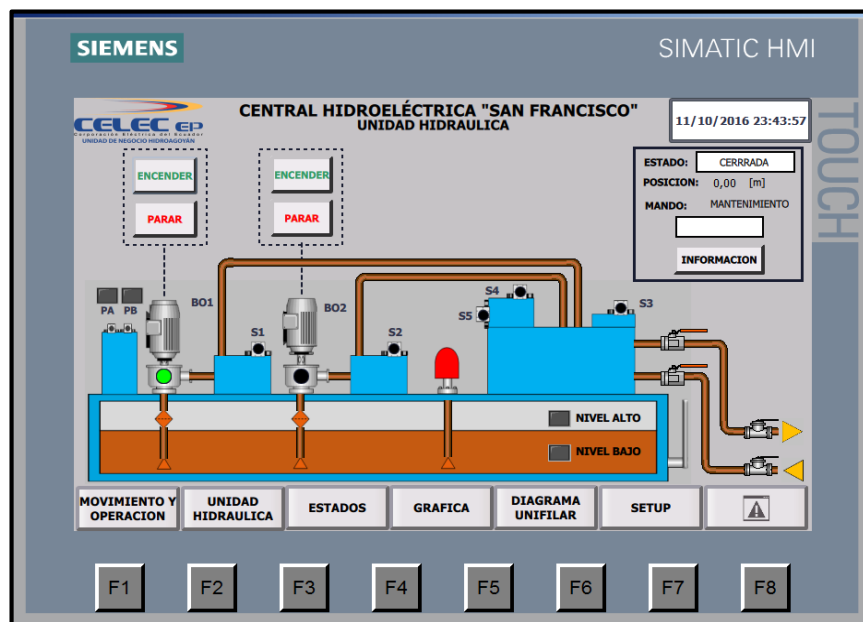 SIEMENS
SIMATIC HMI
TOUCH
CELEC EP
Corporación Eléctrica del Ecuador
UNIDAD DE NEGOCIO HIDROAGOYÁN
CENTRAL HIDROELÉCTRICA "SAN FRANCISCO"
UNIDAD HIDRAULICA
11/10/2016 23:43:57
ESTADO: CERRRADA
POSICION: 0,00 [m]
MANDO: MANTENIMIENTO
INFORMACION
ENCENDER
PARAR
ENCENDER
PARAR
PA PB
BO1
S1
BO2
S2
S4
S5
S3
NIVEL ALTO
NIVEL BAJO
MOVIMIENTO Y
OPERACION
UNIDAD
HIDRAULICA
ESTADOS
GRAFICA
DIAGRAMA
UNIFILAR
SETUP
F1 F2 F3 F4 F5 F6 F7 F8